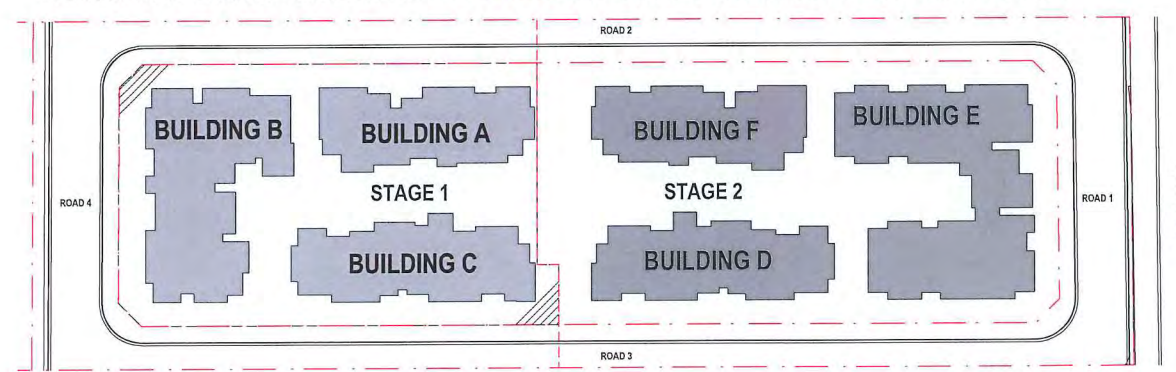 ROAD 2
BUILDING B
BUILDING A
BUILDING F
BUILDING E
STAGE 1
STAGE 2
ROAD 4
ROAD 1
BUILDING C
BUILDING D
ROAD 3